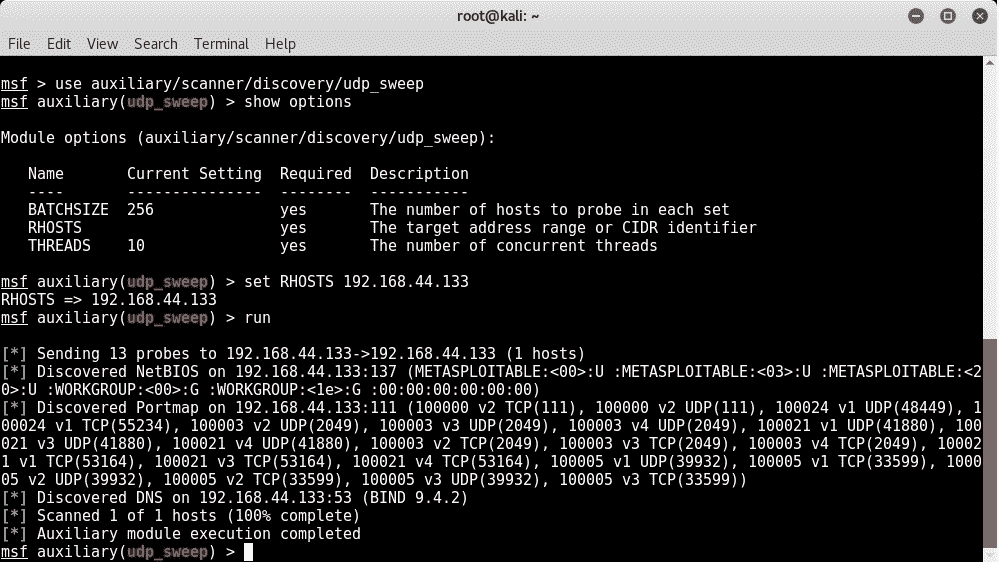 root@kali: ~
File Edit View Search Terminal Help
msf > use auxiliary/scanner/discovery/udp_sweep
msf auxiliary(udp_sweep) > show options
Module options (auxiliary/scanner/discovery/udp_sweep):
Name Current Setting Required Description
---- --------------- -------- -----------
BATCHSIZE 256 yes The number of hosts to probe in each set
RHOSTS yes The target address range or CIDR identifier
THREADS 10 yes The number of concurrent threads
msf auxiliary(udp_sweep) > set RHOSTS 192.168.44.133
RHOSTS => 192.168.44.133
msf auxiliary(udp_sweep) > run
[*] Sending 13 probes to 192.168.44.133->192.168.44.133 (1 hosts)
[*] Discovered NetBIOS on 192.168.44.133:137 (METASPLOITABLE:<00>:U :METASPLOITABLE:<03>:U :METASPLOITABLE:<2
0>:U :WORKGROUP:<00>:G :WORKGROUP:<1e>:G :00:00:00:00:00:00)
[*] Discovered Portmap on 192.168.44.133:111 (100000 v2 TCP(111), 100000 v2 UDP(111), 100024 v1 UDP(48449), 1
00024 v1 TCP(55234), 100003 v2 UDP(2049), 100003 v3 UDP(2049), 100003 v4 UDP(2049), 100021 v1 UDP(41880), 100
021 v3 UDP(41880), 100021 v4 UDP(41880), 100003 v2 TCP(2049), 100003 v3 TCP(2049), 100003 v4 TCP(2049), 10002
1 v1 TCP(53164), 100021 v3 TCP(53164), 100021 v4 TCP(53164), 100005 v1 UDP(39932), 100005 v1 TCP(33599), 1000
05 v2 UDP(39932), 100005 v2 TCP(33599), 100005 v3 UDP(39932), 100005 v3 TCP(33599))
[*] Discovered DNS on 192.168.44.133:53 (BIND 9.4.2)
[*] Scanned 1 of 1 hosts (100% complete)
[*] Auxiliary module execution completed
msf auxiliary(udp_sweep) >